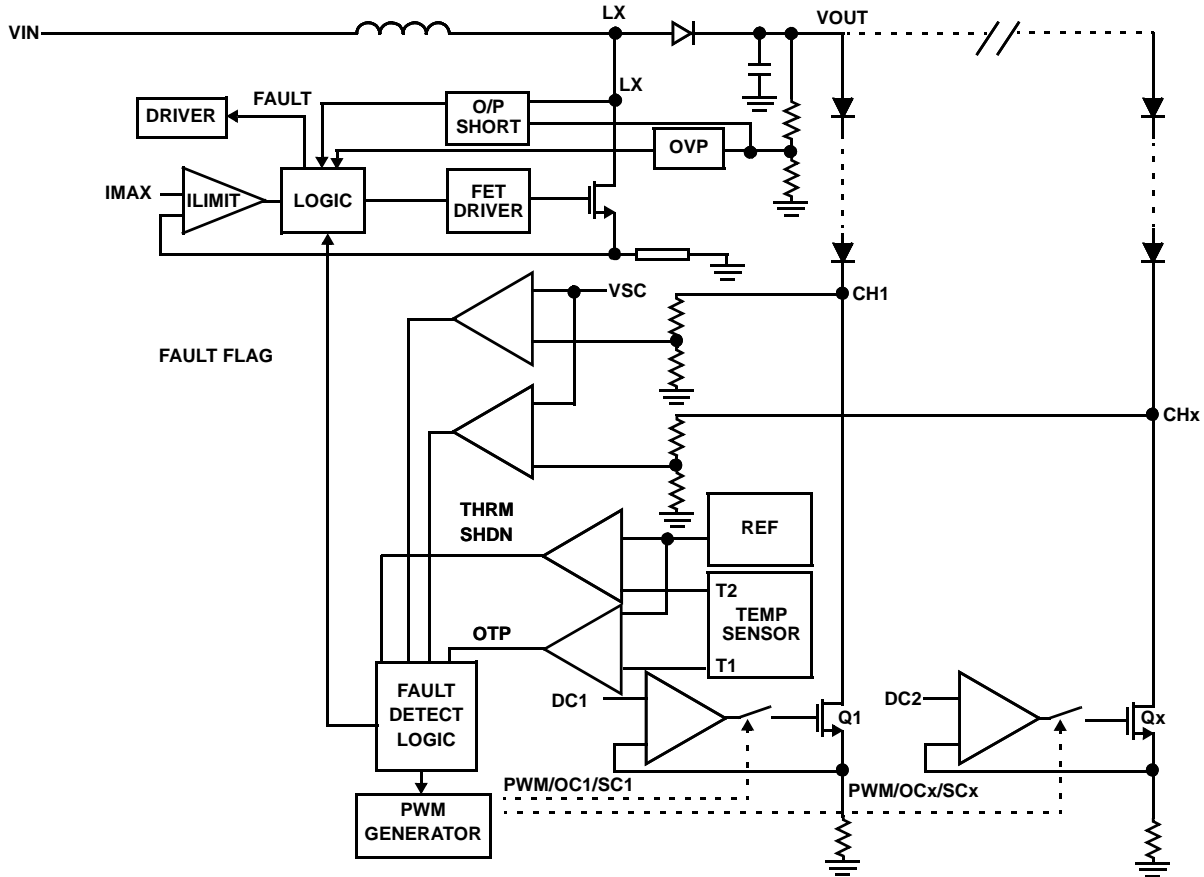 LX
VIN
VOUT
LX
FAULT
DRIVER
O/P
SHORT
OVP
IMAX
ILIMIT
LOGIC
FET
DRIVER
VSC
CH1
FAULT FLAG
CHx
THRM
SHDN
REF
T2
TEMP
SENSOR
OTP
T1
FAULT
DETECT
LOGIC
DC1
Q1
DC2
Qx
PWM/OC1/SC1
PWM/OCx/SCx
PWM
GENERATOR